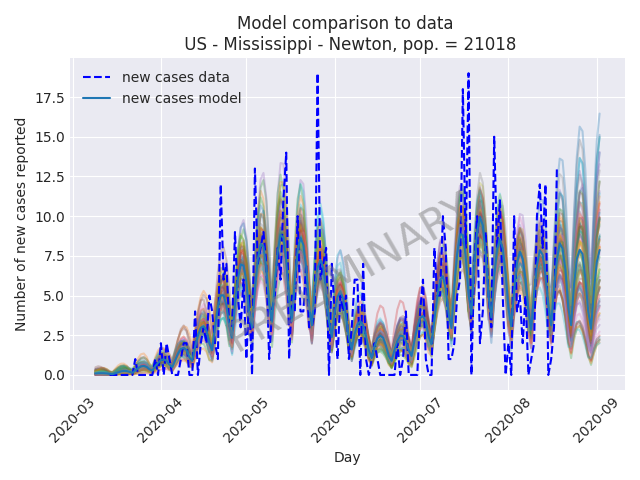 Model comparison to data
US - Mississippi - Newton, pop. = 21018
new cases data
new cases model
Number of new cases reported
17.5
15.0
12.5
10.0
7.5
5.0
2.5
0.0
PRELIMINARY
2020-03
2020-04
2020-05
2020-06
2020-07
2020-08
2020-09
Day